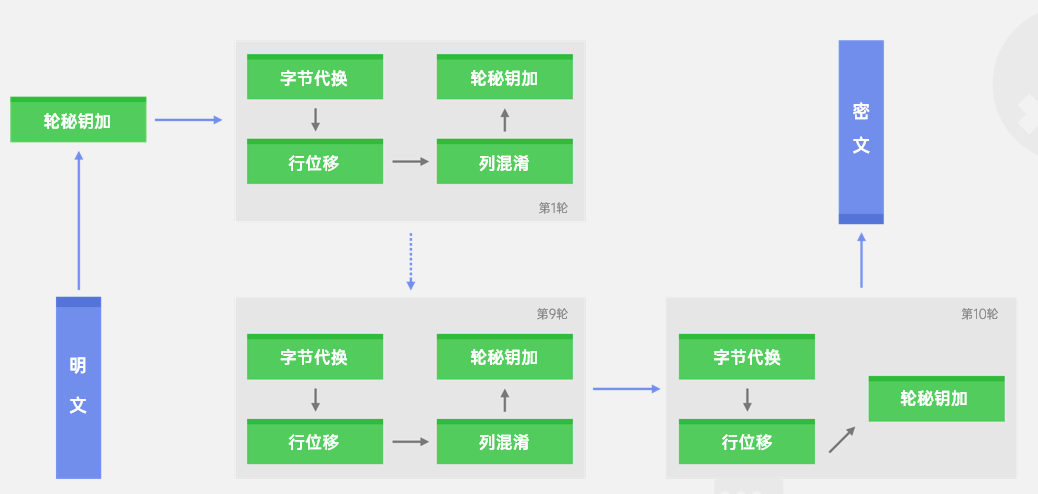 明
文
轮秘钥加
字节代换
行位移
列混淆
轮秘钥加
第1轮
第9轮
字节代换
行位移
列混淆
轮秘钥加
第10轮
字节代换
行位移
轮秘钥加
密
文